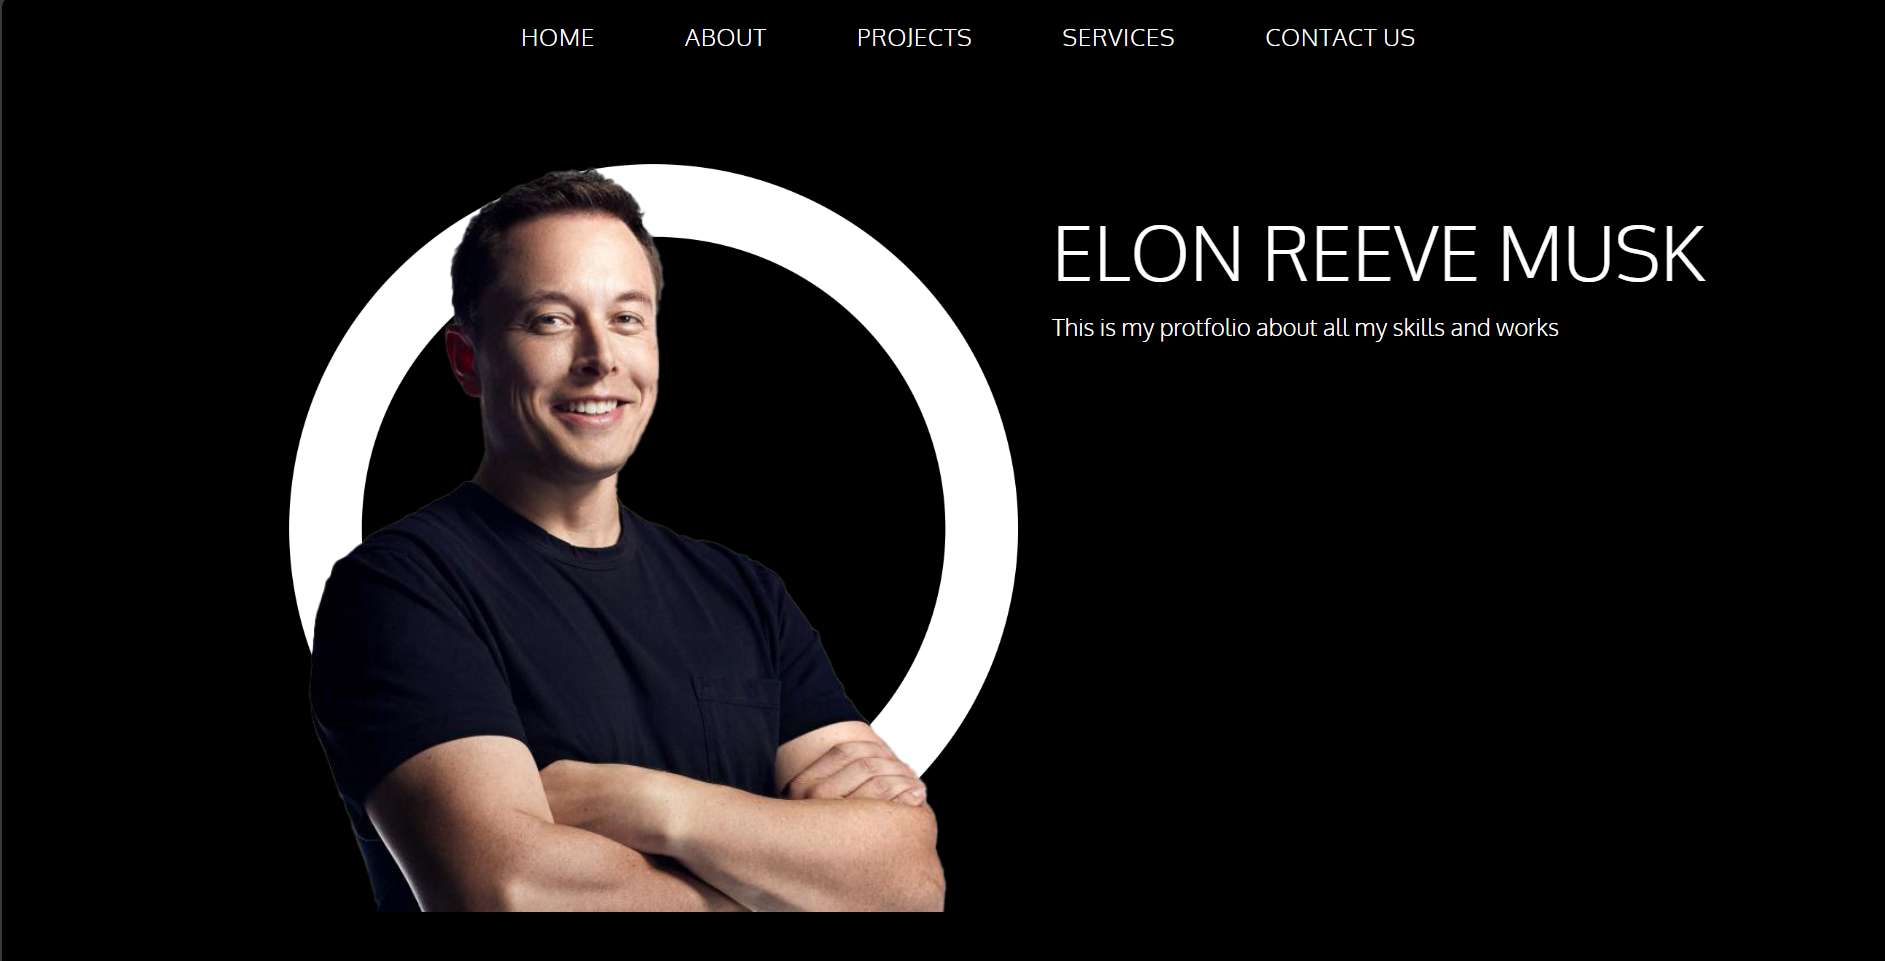 HOME ABOUT PROJECTS SERVICES CONTACT US
ELON REEVE MUSK
This is my protfolio about all my skills and works